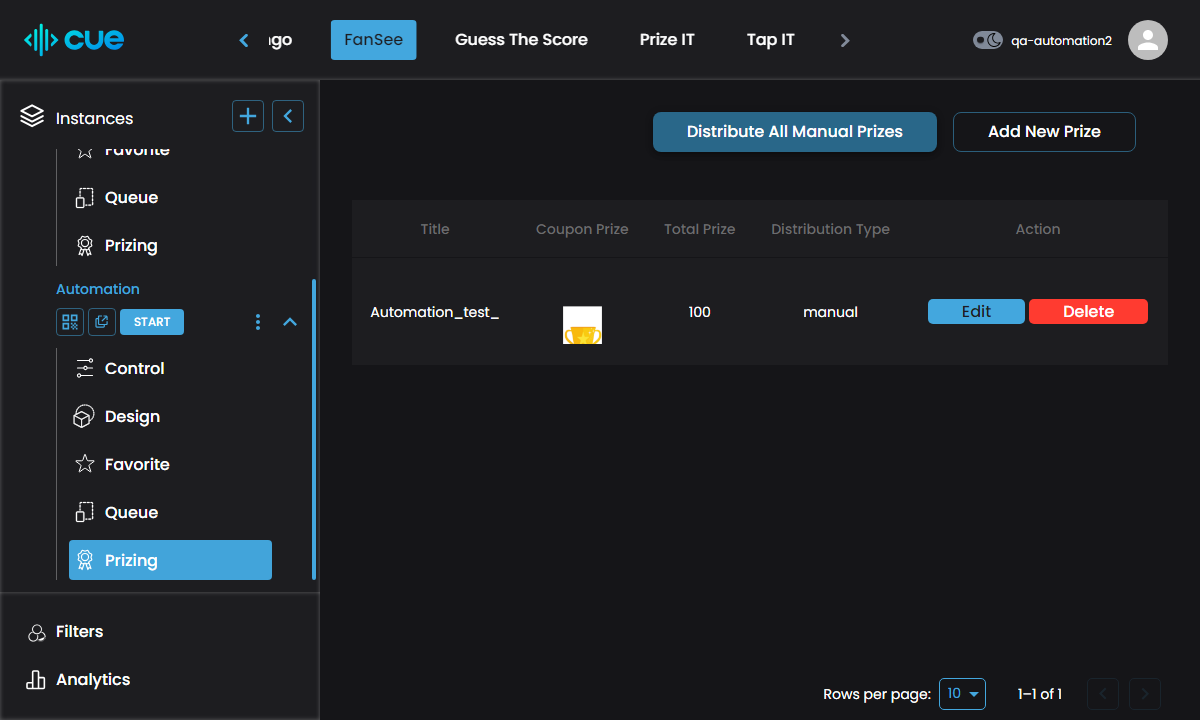 cue
ngo
FanSee
Guess The Score
Prize IT
Tap IT
qa-automation2
Instances
Favorite
Queue
Prizing
Automation
START
Control
Design
Favorite
Queue
Prizing
Filters
Analytics
Distribute All Manual Prizes
Add New Prize
Title Coupon Prize Total Prize Distribution Type Action
Automation_test_ 100 manual Edit Delete
Rows per page: 10 1–1 of 1